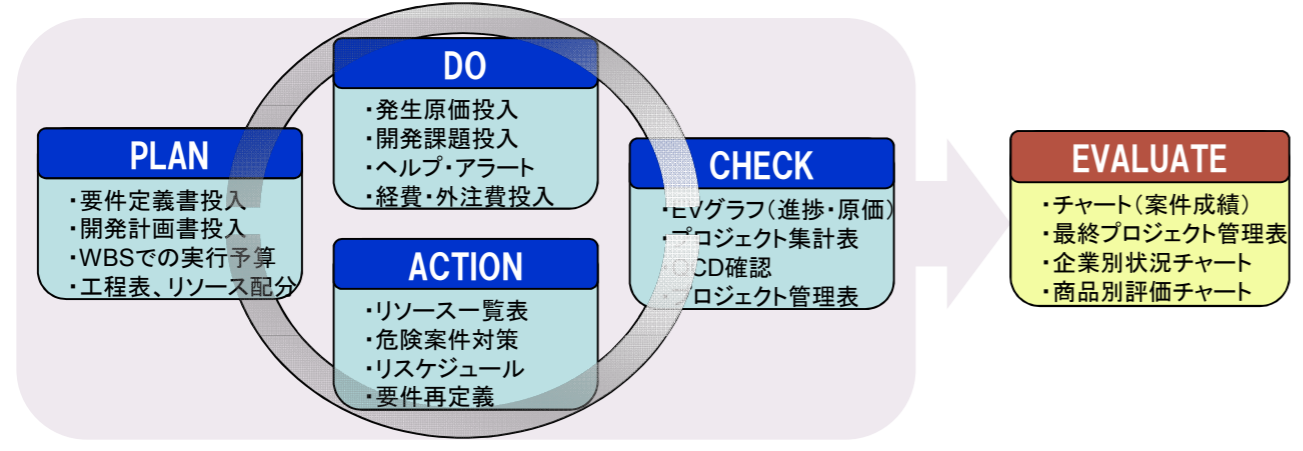 PLAN
・要件定義書投入
・開発計画書投入
・WBSでの実行予算
・工程表、リソース配分
DO
・発生原価投入
・開発課題投入
・ヘルプ・アラート
・経費・外注費投入
CHECK
・EVグラフ（進捗・原価）
・プロジェクト集計表
・QCD確認
・プロジェクト管理表
ACTION
・リソース一覧表
・危険案件対策
・リスケジュール
・要件再定義
EVALUATE
・チャート（案件成績）
・最終プロジェクト管理表
・企業別状況チャート
・商品別評価チャート